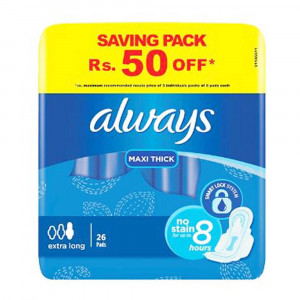 SAVING PACK
Rs. 50 OFF*
always
MAXI THICK
SMART LOCK SYSTEM
no
stain
for up to
8
hours
extra long
26
Pads